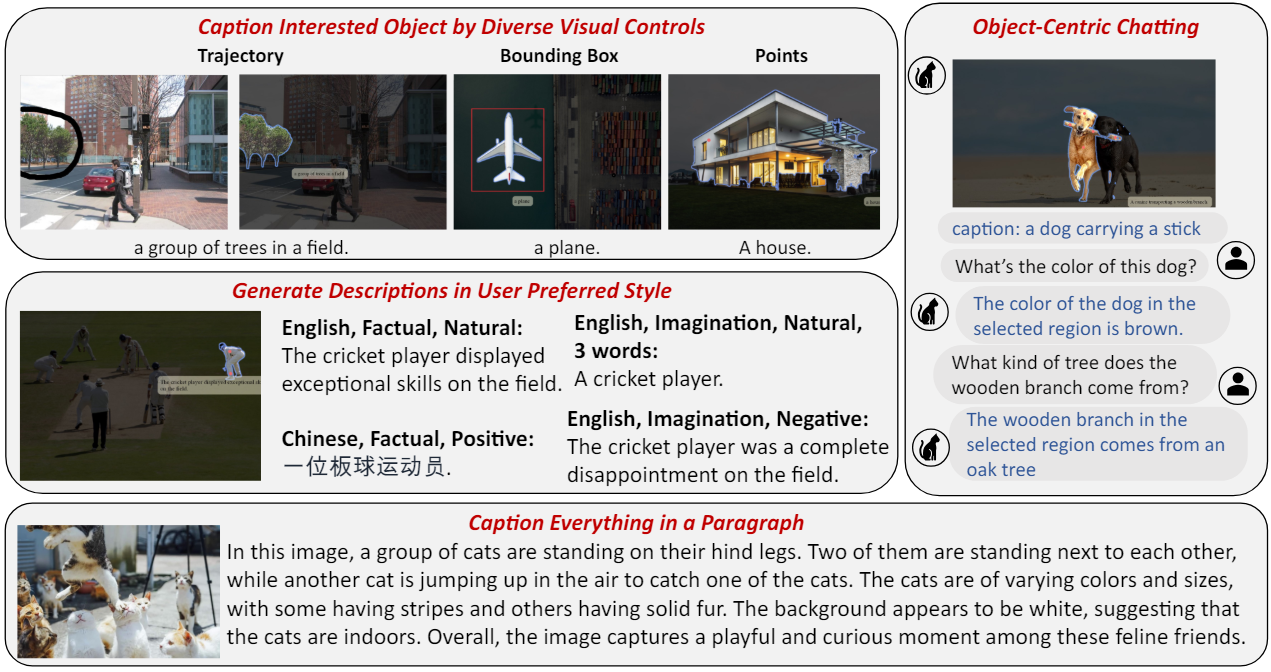 Caption Interested Object by Diverse Visual Controls
Trajectory
Bounding Box
Points
a group of trees in a field
a plane
a group of trees in a field.
a plane.
A house.
Generate Descriptions in User Preferred Style
The cricket player displayed exceptional
on the field
English, Factual, Natural:
The cricket player displayed
exceptional skills on the field.
English, Imagination, Natural,
3 words:
A cricket player.
Chinese, Factual, Positive:
一位板球运动员.
English, Imagination, Negative:
The cricket player was a complete
disappointment on the field.
Object-Centric Chatting
A canine transporting a wooden branch
caption: a dog carrying a stick
What's the color of this dog?
The color of the dog in the
selected region is brown.
What kind of tree does the
wooden branch come from?
The wooden branch in the
selected region comes from an
oak tree
Caption Everything in a Paragraph
In this image, a group of cats are standing on their hind legs. Two of them are standing next to each other,
while another cat is jumping up in the air to catch one of the cats. The cats are of varying colors and sizes,
with some having stripes and others having solid fur. The background appears to be white, suggesting that
the cats are indoors. Overall, the image captures a playful and curious moment among these feline friends.